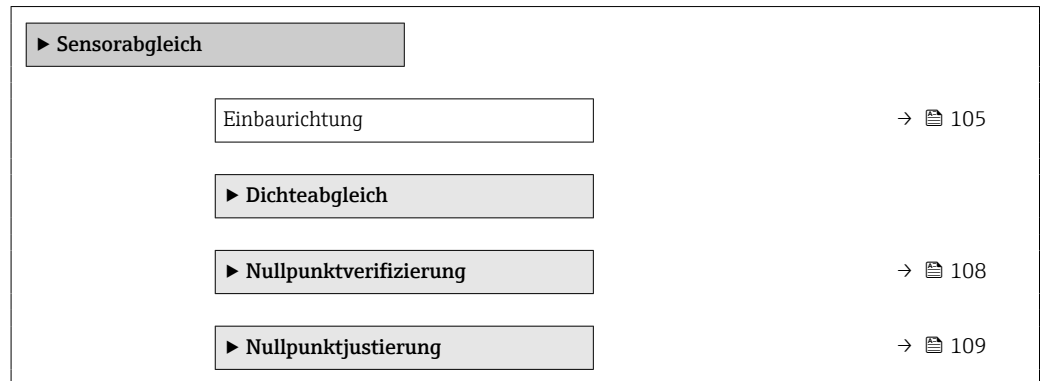 ▶ Sensorabgleich
Einbaurichtung → 105
▶ Dichteabgleich
▶ Nullpunktverifizierung → 108
▶ Nullpunktjustierung → 109